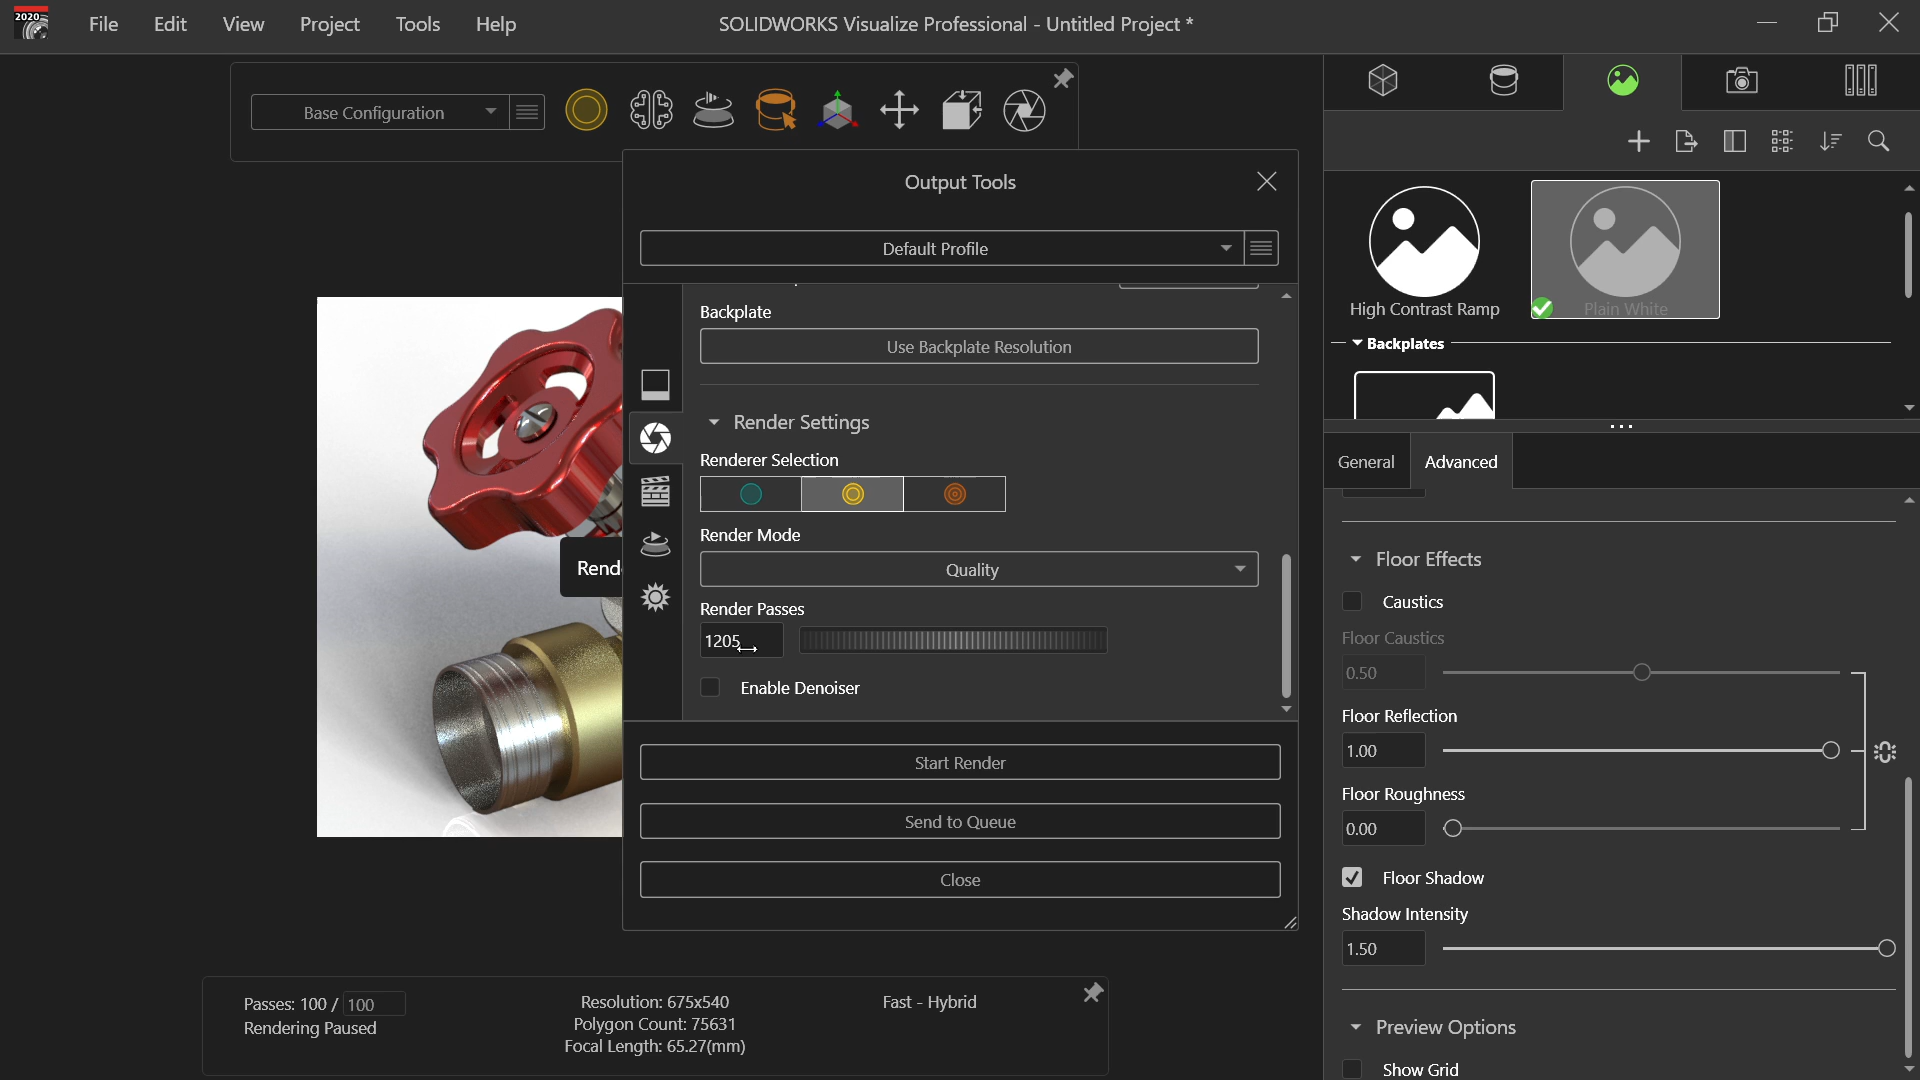 2020
File Edit View Project Tools Help
SOLIDWORKS Visualize Professional - Untitled Project *
Base Configuration
Output Tools
Default Profile
Backplate
Use Backplate Resolution
Render Settings
Renderer Selection
Render Mode
Quality
Render Passes
1205
Enable Denoiser
Start Render
Send to Queue
Close
Passes: 100 / 100
Rendering Paused
Resolution: 675x540
Polygon Count: 75631
Focal Length: 65.27(mm)
Fast - Hybrid
High Contrast Ramp
Plain White
Backplates
General Advanced
Floor Effects
Caustics
Floor Caustics
0.50
Floor Reflection
1.00
Floor Roughness
0.00
Floor Shadow
Shadow Intensity
1.50
Preview Options
Show Grid